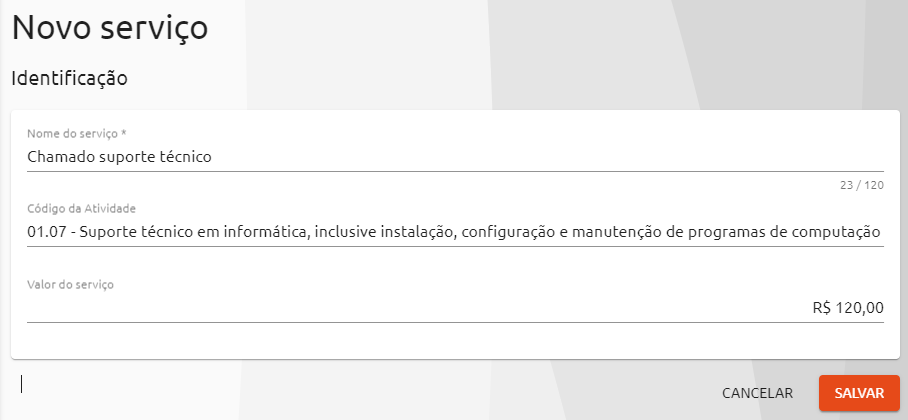 Novo serviço
Identificação
Nome do serviço *
Chamado suporte técnico
23 / 120
Código da Atividade
01.07 - Suporte técnico em informática, inclusive instalação, configuração e manutenção de programas de computação
Valor do serviço
R$ 120,00
CANCELAR SALVAR